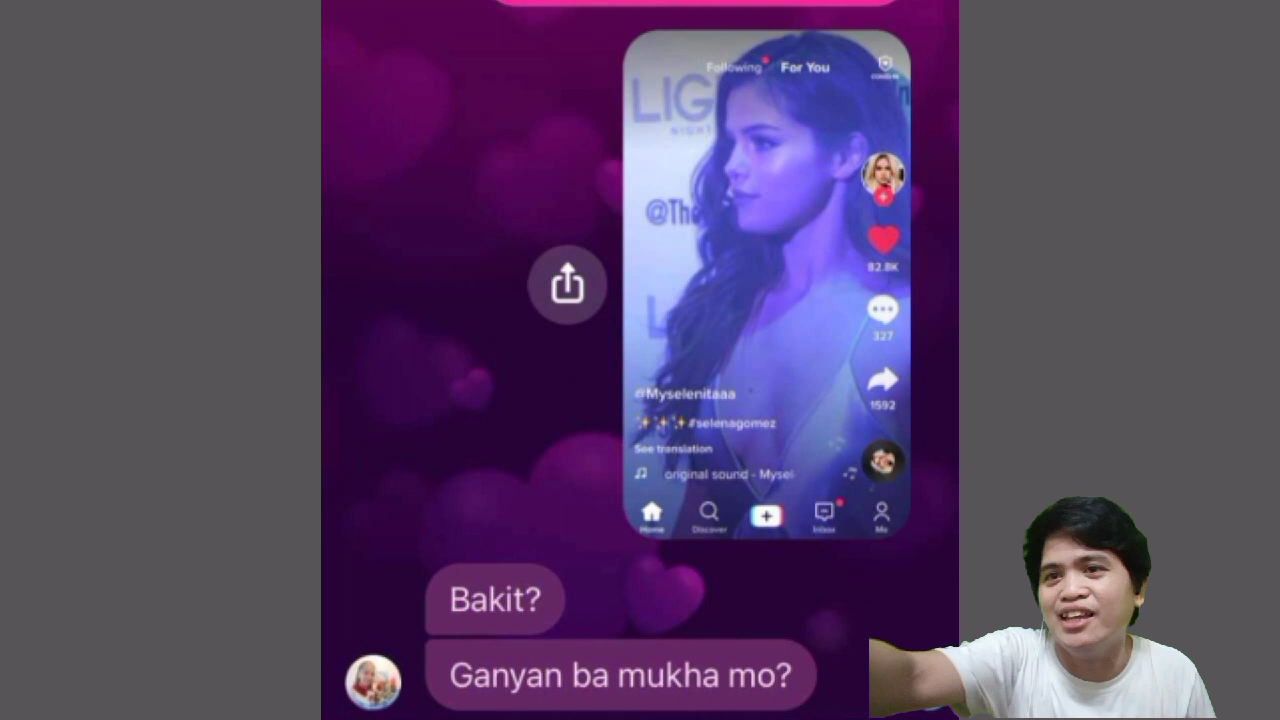 Following For You
LIG
NIGHT
@The
82.8K
327
1592
@Myselenitaaa
✨✨✨#selenagomez
See translation
original sound - Mysel
Home Discover Inbox Me
Bakit?
Ganyan ba mukha mo?